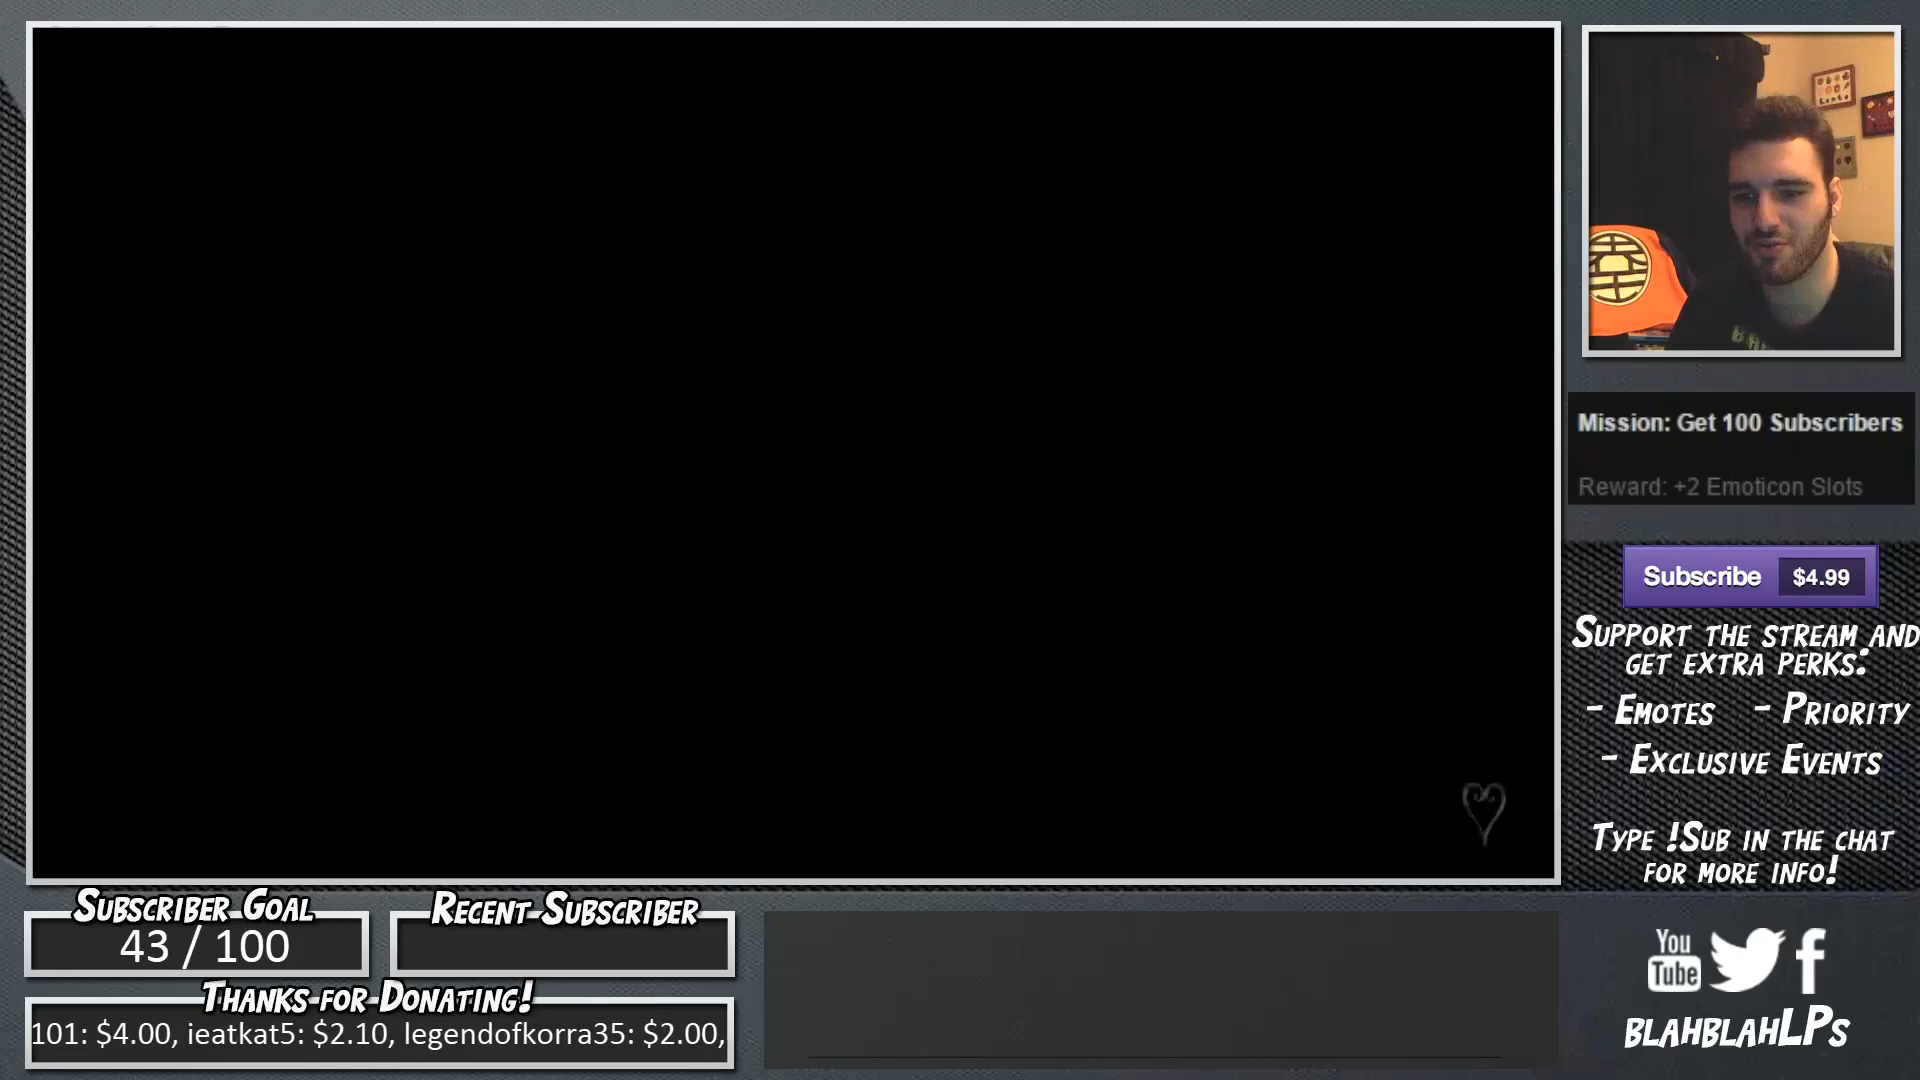 Mission: Get 100 Subscribers
Reward: +2 Emoticon Slots
Subscribe $4.99
Support the stream and
get extra perks:
- Emotes - Priority
- Exclusive Events
Type !Sub in the chat
for more info!
Subscriber Goal
43 / 100
Recent Subscriber
Thanks for Donating!
101: $4.00, ieatkat5: $2.10, legendofkorra35: $2.00,
You
Tube
blahblahLPs